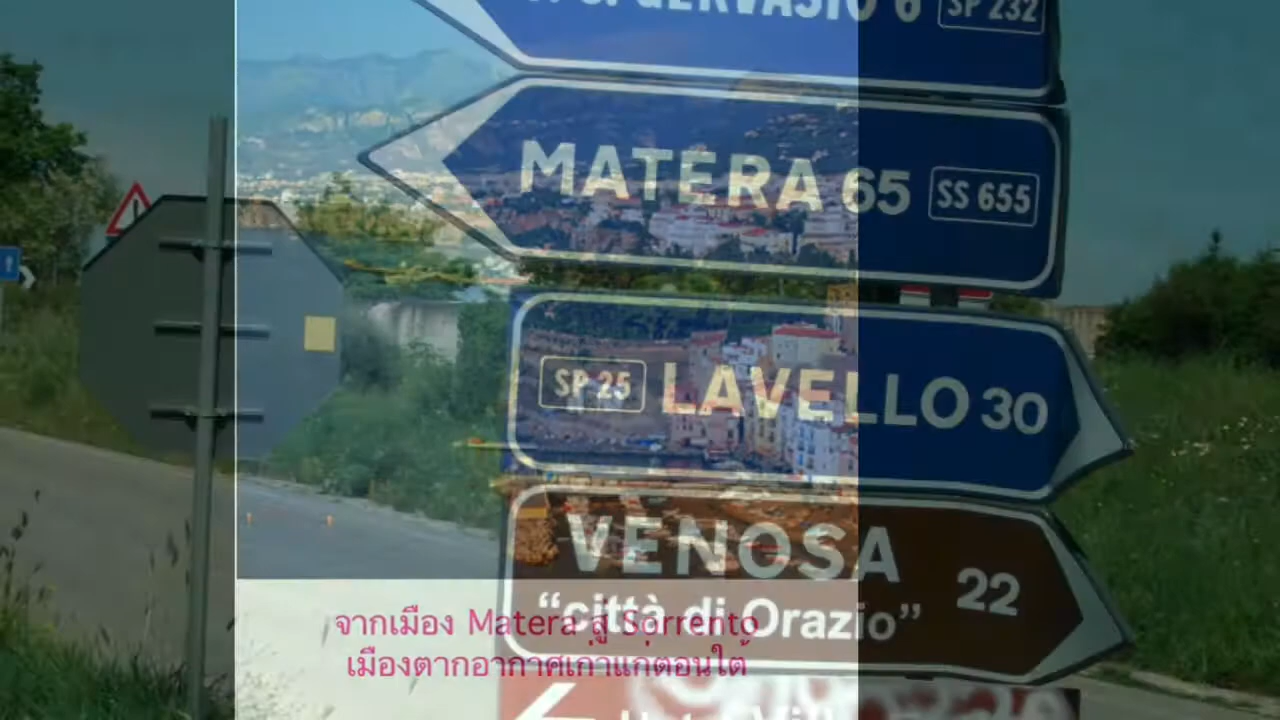 GERVASIO 6 SP 232
MATERA 65 SS 655
SP 25 LAVELLO 30
VENOSA 22
“città di Orazio”
จากเมือง Matera สู่ Sorrento
เมืองตากอากาศเก่าแก่ตอนใต้
Hotel